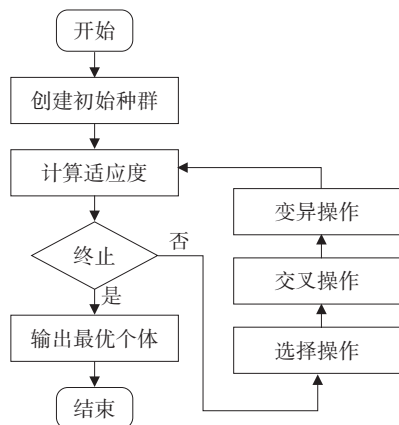 开始
创建初始种群
计算适应度
终止
否
是
输出最优个体
结束
变异操作
交叉操作
选择操作